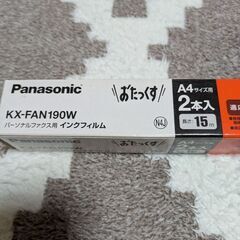 Panasonic
おたっくす
A4サイズ用
2本入
長さ 15m
KX-FAN190W
パーソナルファクス用 インクフィルム